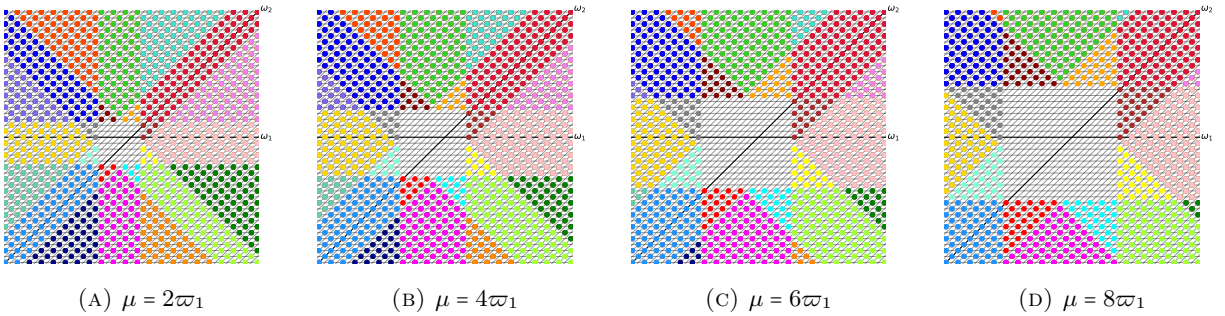 ω₂ ω₂ ω₂ ω₂
ω₁ ω₁ ω₁ ω₁
(A) μ = 2ϖ₁ (B) μ = 4ϖ₁ (C) μ = 6ϖ₁ (D) μ = 8ϖ₁